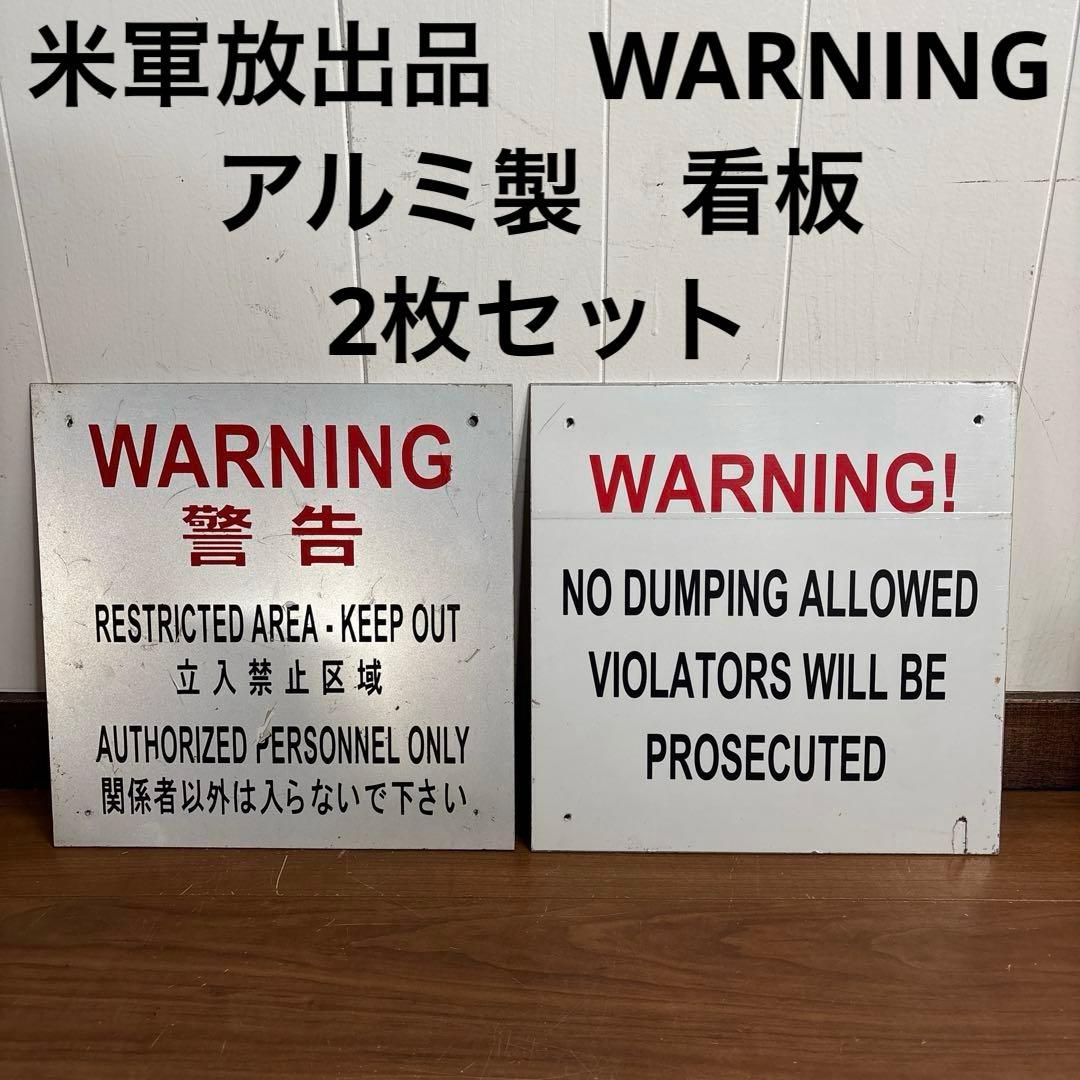 米軍放出品　WARNING
アルミ製　看板
2枚セット
WARNING
警告
RESTRICTED AREA - KEEP OUT
立入禁止区域
AUTHORIZED PERSONNEL ONLY
関係者以外は入らないで下さい
WARNING!
NO DUMPING ALLOWED
VIOLATORS WILL BE
PROSECUTED